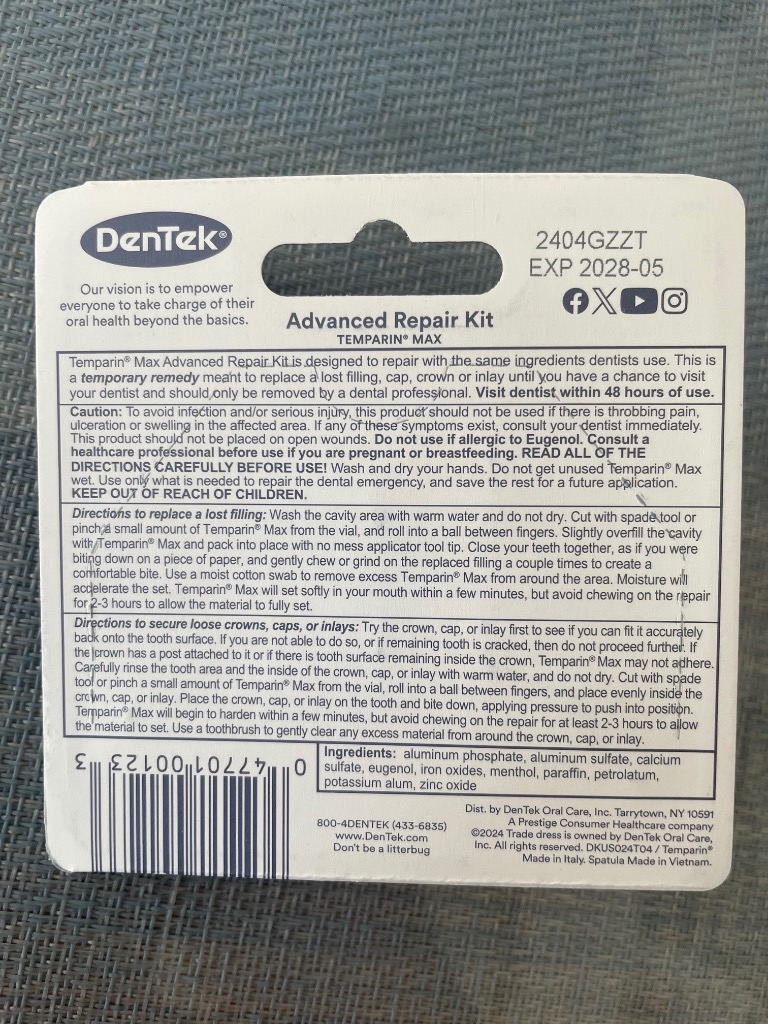 DenTek®
Our vision is to empower
everyone to take charge of their
oral health beyond the basics.
2404GZZT
EXP 2028-05
Advanced Repair Kit
TEMPARIN® MAX
Temparin® Max Advanced Repair Kit is designed to repair with the same ingredients dentists use. This is
a temporary remedy meant to replace a lost filling, cap, crown or inlay until you have a chance to visit
your dentist and should only be removed by a dental professional. Visit dentist within 48 hours of use.
Caution: To avoid infection and/or serious injury, this product should not be used if there is throbbing pain,
ulceration or swelling in the affected area. If any of these symptoms exist, consult your dentist immediately.
This product should not be placed on open wounds. Do not use if allergic to Eugenol. Consult a
healthcare professional before use if you are pregnant or breastfeeding. READ ALL OF THE
DIRECTIONS CAREFULLY BEFORE USE! Wash and dry your hands. Do not get unused Temparin® Max
wet. Use only what is needed to repair the dental emergency, and save the rest for a future application.
KEEP OUT OF REACH OF CHILDREN.
Directions to replace a lost filling: Wash the cavity area with warm water and do not dry. Cut with spade tool or
pinch a small amount of Temparin® Max from the vial, and roll into a ball between fingers. Slightly overfill the cavity
with Temparin® Max and pack into place with no mess applicator tool tip. Close your teeth together, as if you were
biting down on a piece of paper, and gently chew or grind on the replaced filling a couple times to create a
comfortable bite. Use a moist cotton swab to remove excess Temparin® Max from around the area. Moisture will
accelerate the set. Temparin® Max will set softly in your mouth within a few minutes, but avoid chewing on the repair
for 2-3 hours to allow the material to fully set.
Directions to secure loose crowns, caps, or inlays: Try the crown, cap, or inlay first to see if you can fit it accurately
back onto the tooth surface. If you are not able to do so, or if remaining tooth is cracked, then do not proceed further. If
the crown has a post attached to it or if there is tooth surface remaining inside the crown, Temparin® Max may not adhere.
Carefully rinse the tooth area and the inside of the crown, cap, or inlay with warm water, and do not dry. Cut with spade
tool or pinch a small amount of Temparin® Max from the vial, roll into a ball between fingers, and place evenly inside the
crown, cap, or inlay. Place the crown, cap, or inlay on the tooth and bite down, applying pressure to push into position.
Temparin® Max will begin to harden within a few minutes, but avoid chewing on the repair for at least 2-3 hours to allow
the material to set. Use a toothbrush to gently clear any excess material from around the crown, cap, or inlay.
0 47701 00123 3
Ingredients: aluminum phosphate, aluminum sulfate, calcium
sulfate, eugenol, iron oxides, menthol, paraffin, petrolatum,
potassium alum, zinc oxide
800-4DENTEK (433-6835)
www.DenTek.com
Don't be a litterbug
Dist. by DenTek Oral Care, Inc. Tarrytown, NY 10591
A Prestige Consumer Healthcare company
©2024 Trade dress is owned by DenTek Oral Care,
Inc. All rights reserved. DKUS024T04 / Temparin®
Made in Italy. Spatula Made in Vietnam.